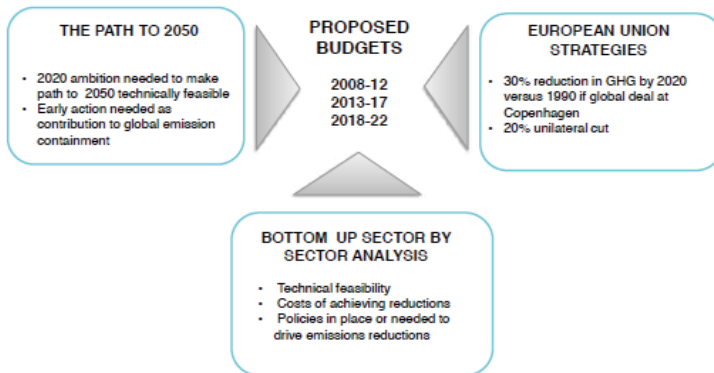 THE PATH TO 2050
• 2020 ambition needed to make
path to 2050 technically feasible
• Early action needed as
contribution to global emission
containment
PROPOSED
BUDGETS
2008-12
2013-17
2018-22
EUROPEAN UNION
STRATEGIES
• 30% reduction in GHG by 2020
versus 1990 if global deal at
Copenhagen
• 20% unilateral cut
BOTTOM UP SECTOR BY
SECTOR ANALYSIS
• Technical feasibility
• Costs of achieving reductions
• Policies in place or needed to
drive emissions reductions